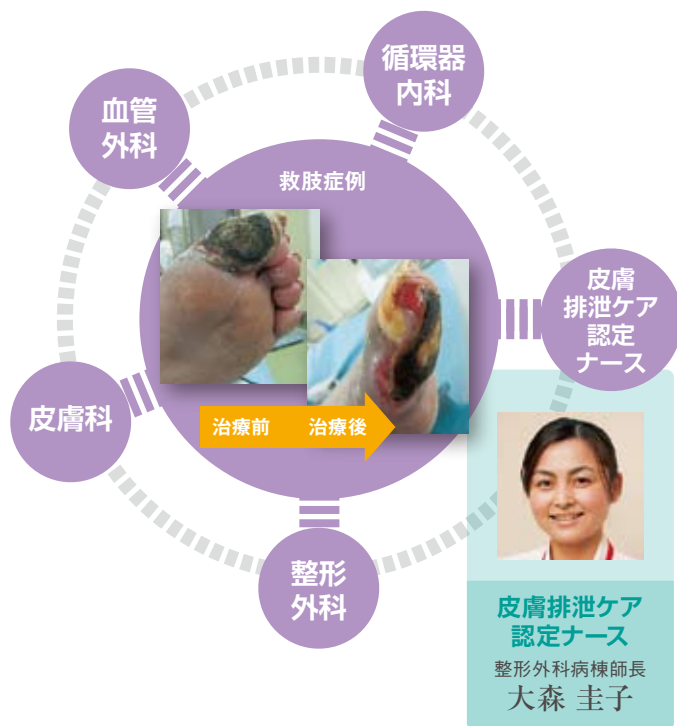 循環器
内科
血管
外科
救肢症例
皮膚
排泄ケア
認定
ナース
治療前
治療後
皮膚科
整形
外科
皮膚排泄ケア
認定ナース
整形外科病棟師長
大森 圭子